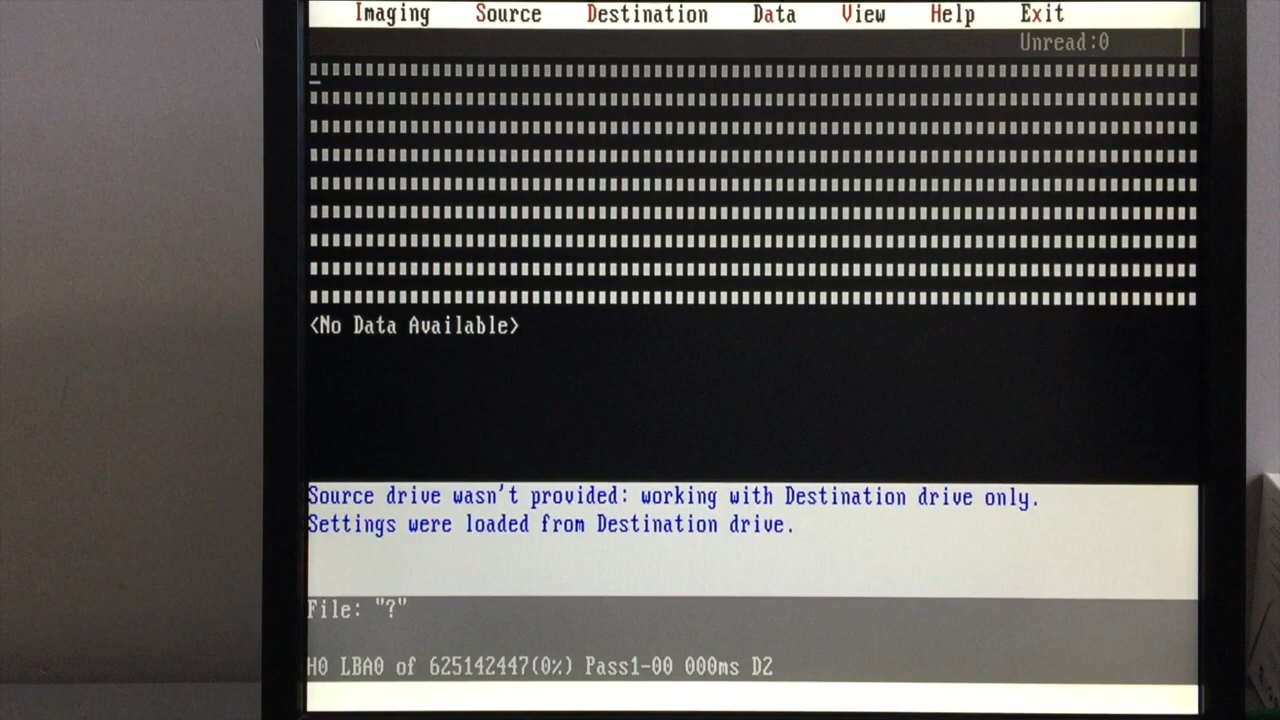 Imaging Source Destination Data View Help Exit
Unread:0
<No Data Available>
Source drive wasn't provided: working with Destination drive only.
Settings were loaded from Destination drive.
File: "?"
H0 LBA0 of 625142447(0%) Pass1-00 000ms D2